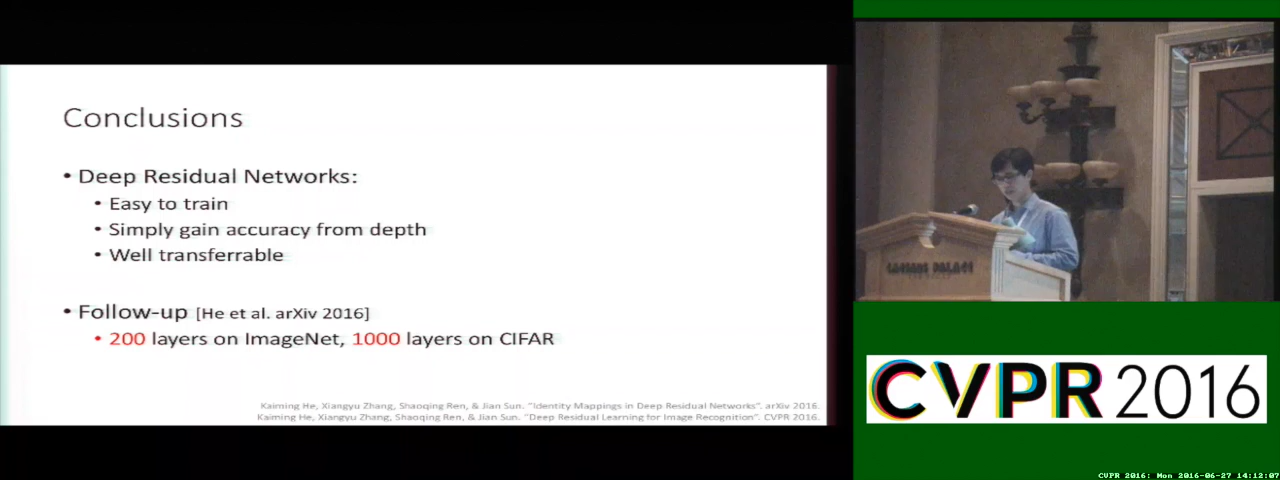 Conclusions
• Deep Residual Networks:
• Easy to train
• Simply gain accuracy from depth
• Well transferrable
• Follow-up [He et al. arXiv 2016]
• 200 layers on ImageNet, 1000 layers on CIFAR
Kaiming He, Xiangyu Zhang, Shaoqing Ren, & Jian Sun. "Identity Mappings in Deep Residual Networks". arXiv 2016.
Kaiming He, Xiangyu Zhang, Shaoqing Ren, & Jian Sun. "Deep Residual Learning for Image Recognition". CVPR 2016.
CAESARS PALACE
CVPR 2016
CVPR 2016: Mon 2016-06-27 14:12:07